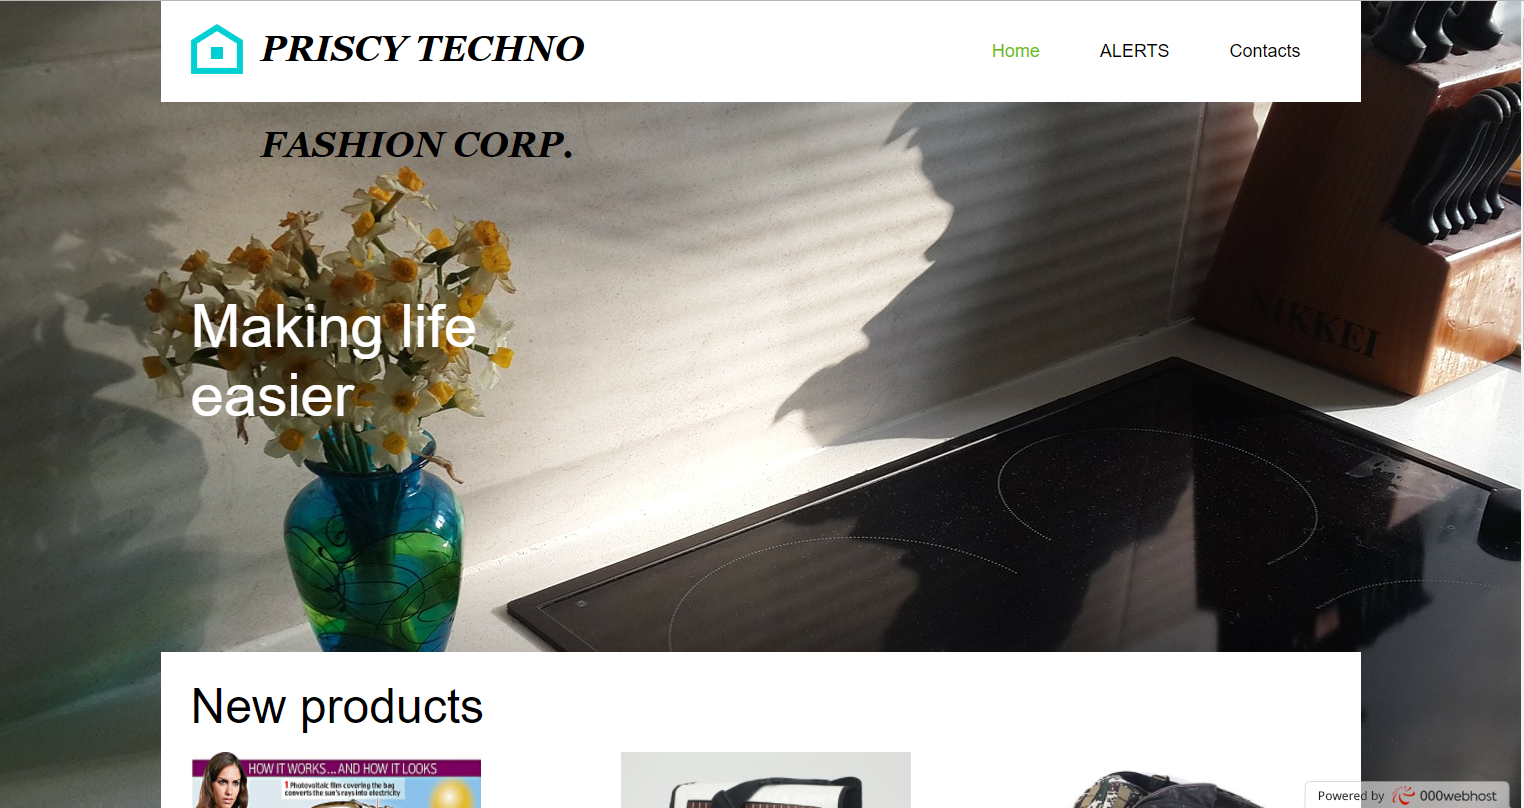 PRISCY TECHNO
Home ALERTS Contacts
FASHION CORP.
NIKKEI
Making life
easier
New products
HOW IT WORKS...AND HOW IT LOOKS
1 Photovoltaic film covering the bag
converts the sun's rays into electricity
Powered by 000webhost